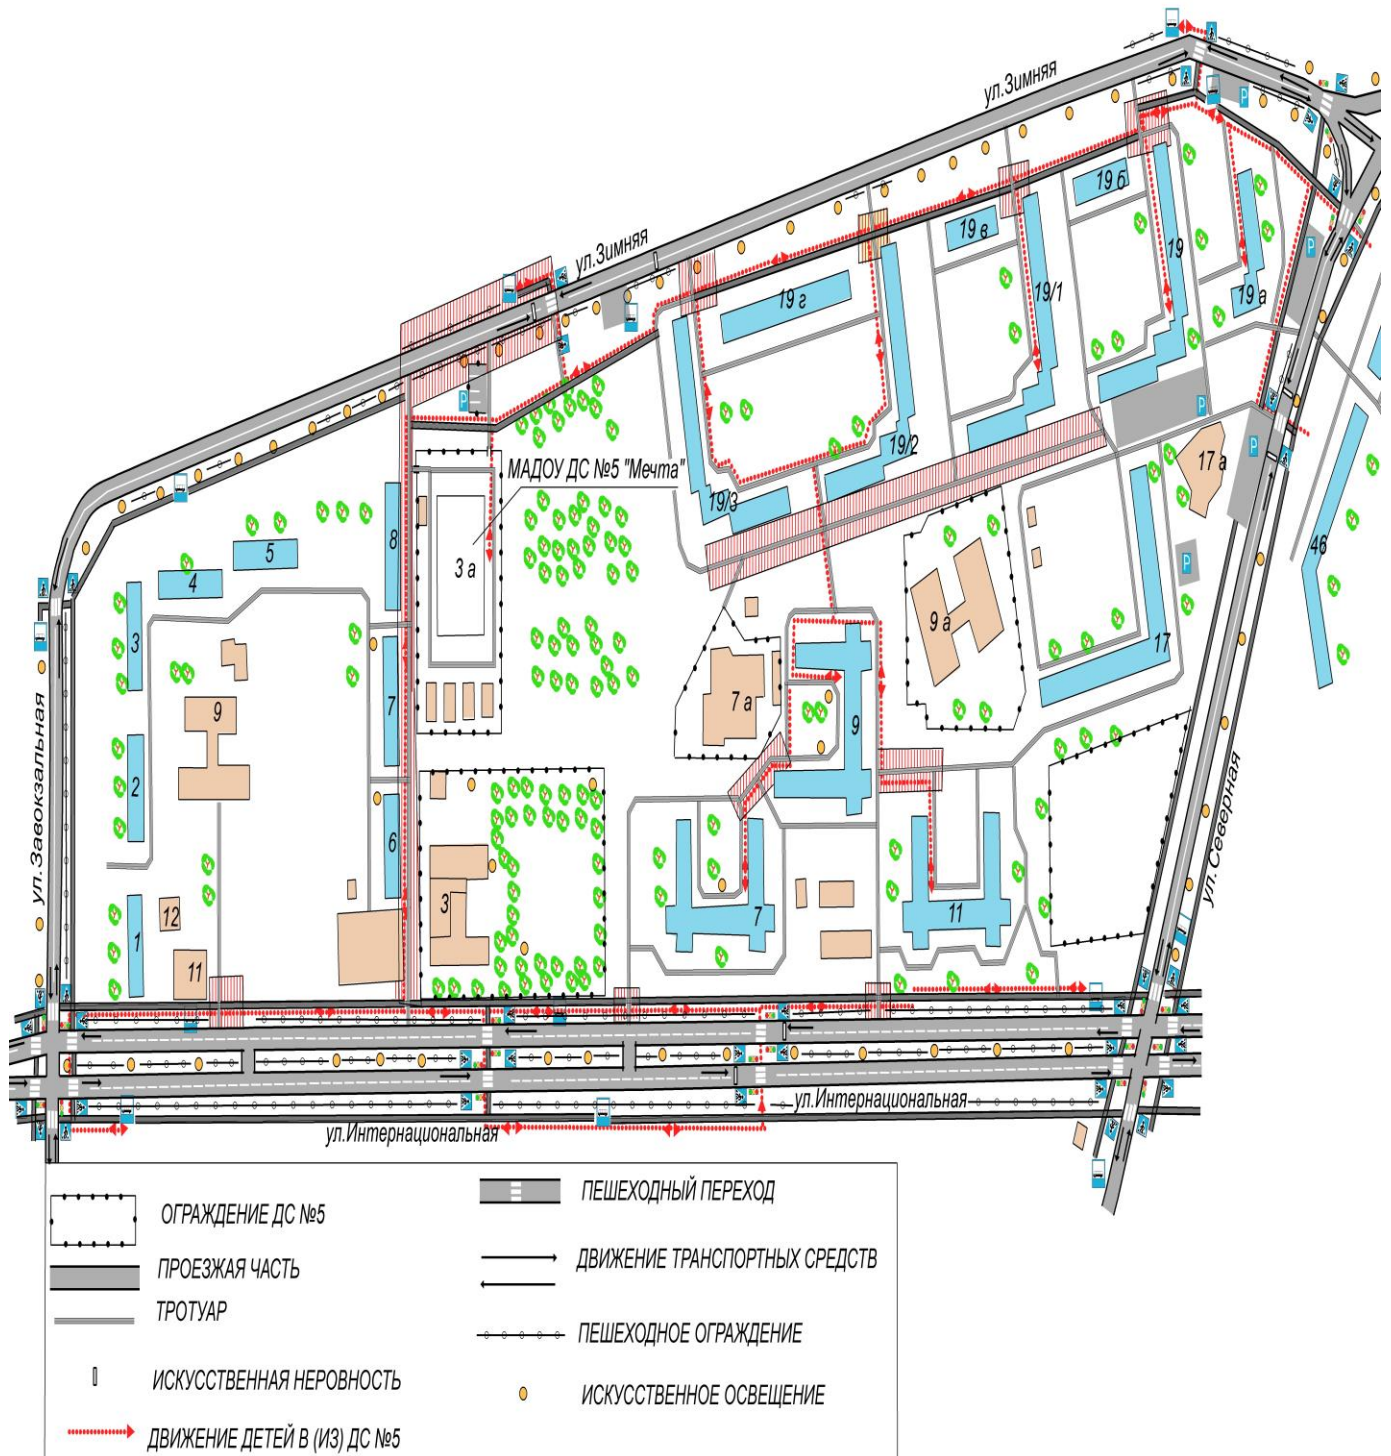 ул.Зимняя
ул.Зимняя
P
P
P
P
P
P
19 б
19 в
19
19 а
19 г
19/1
19/2
19/3
17 а
МАДОУ ДС №5 "Мечта"
3 а
8
5
4
3
46
9 а
17
7
9
7 а
9
2
6
ул.Завокзальная
ул. Северная
3
12
1
11
7
11
ул.Интернациональная
ул.Интернациональная
ОГРАЖДЕНИЕ ДС №5
ПРОЕЗЖАЯ ЧАСТЬ
ТРОТУАР
ИСКУССТВЕННАЯ НЕРОВНОСТЬ
ДВИЖЕНИЕ ДЕТЕЙ В (ИЗ) ДС №5
ПЕШЕХОДНЫЙ ПЕРЕХОД
ДВИЖЕНИЕ ТРАНСПОРТНЫХ СРЕДСТВ
ПЕШЕХОДНОЕ ОГРАЖДЕНИЕ
ИСКУССТВЕННОЕ ОСВЕЩЕНИЕ